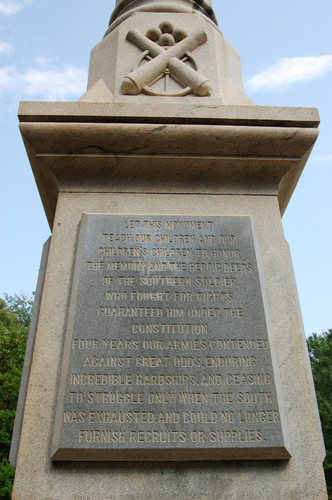 LET THIS MONUMENT
TEACH OUR CHILDREN AND OUR
CHILDREN'S CHILDREN TO HONOR
THE MEMORY AND THE HEROIC DEEDS
OF THE SOUTHERN SOLDIER,
WHO FOUGHT FOR RIGHTS
GUARANTEED HIM UNDER THE
CONSTITUTION.
FOUR YEARS OUR ARMIES CONTENDED
AGAINST GREAT ODDS, ENDURING
INCREDIBLE HARDSHIPS, AND CEASING
TO STRUGGLE ONLY WHEN THE SOUTH
WAS EXHAUSTED AND COULD NO LONGER
FURNISH RECRUITS OR SUPPLIES.